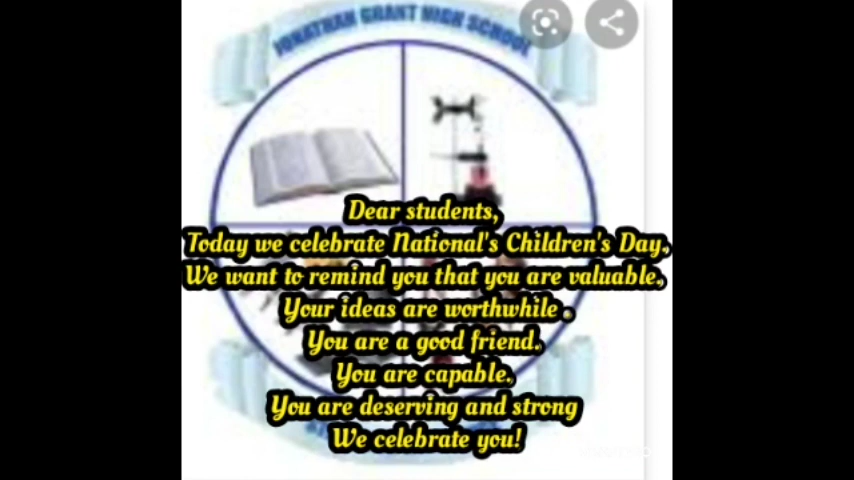 JONATHAN GRANT HIGH SCHOOL
Dear students,
Today we celebrate National's Children's Day,
We want to remind you that you are valuable.
Your ideas are worthwhile .
You are a good friend.
You are capable.
You are deserving and strong
We celebrate you!